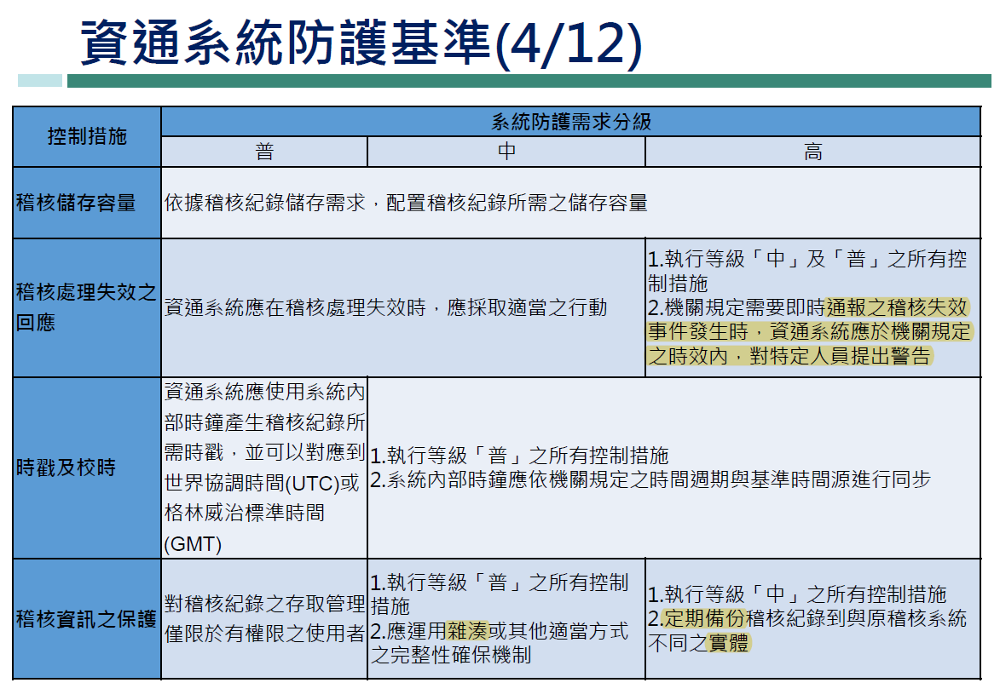 資通系統防護基準(4/12)
控制措施
系統防護需求分級
普
中
高
稽核儲存容量
依據稽核紀錄儲存需求，配置稽核紀錄所需之儲存容量
稽核處理失效之
回應
資通系統應在稽核處理失效時，應採取適當之行動
1.執行等級「中」及「普」之所有控
制措施
2.機關規定需要即時通報之稽核失效
事件發生時，資通系統應於機關規定
之時效內，對特定人員提出警告
時戳及校時
資通系統應使用系統內
部時鐘產生稽核紀錄所
需時戳，並可以對應到
世界協調時間(UTC)或
格林威治標準時間
(GMT)
1.執行等級「普」之所有控制措施
2.系統內部時鐘應依機關規定之時間週期與基準時間源進行同步
稽核資訊之保護
對稽核紀錄之存取管理
僅限於有權限之使用者
1.執行等級「普」之所有控制
措施
2.應運用雜湊或其他適當方式
之完整性確保機制
1.執行等級「中」之所有控制措施
2.定期備份稽核紀錄到與原稽核系統
不同之實體